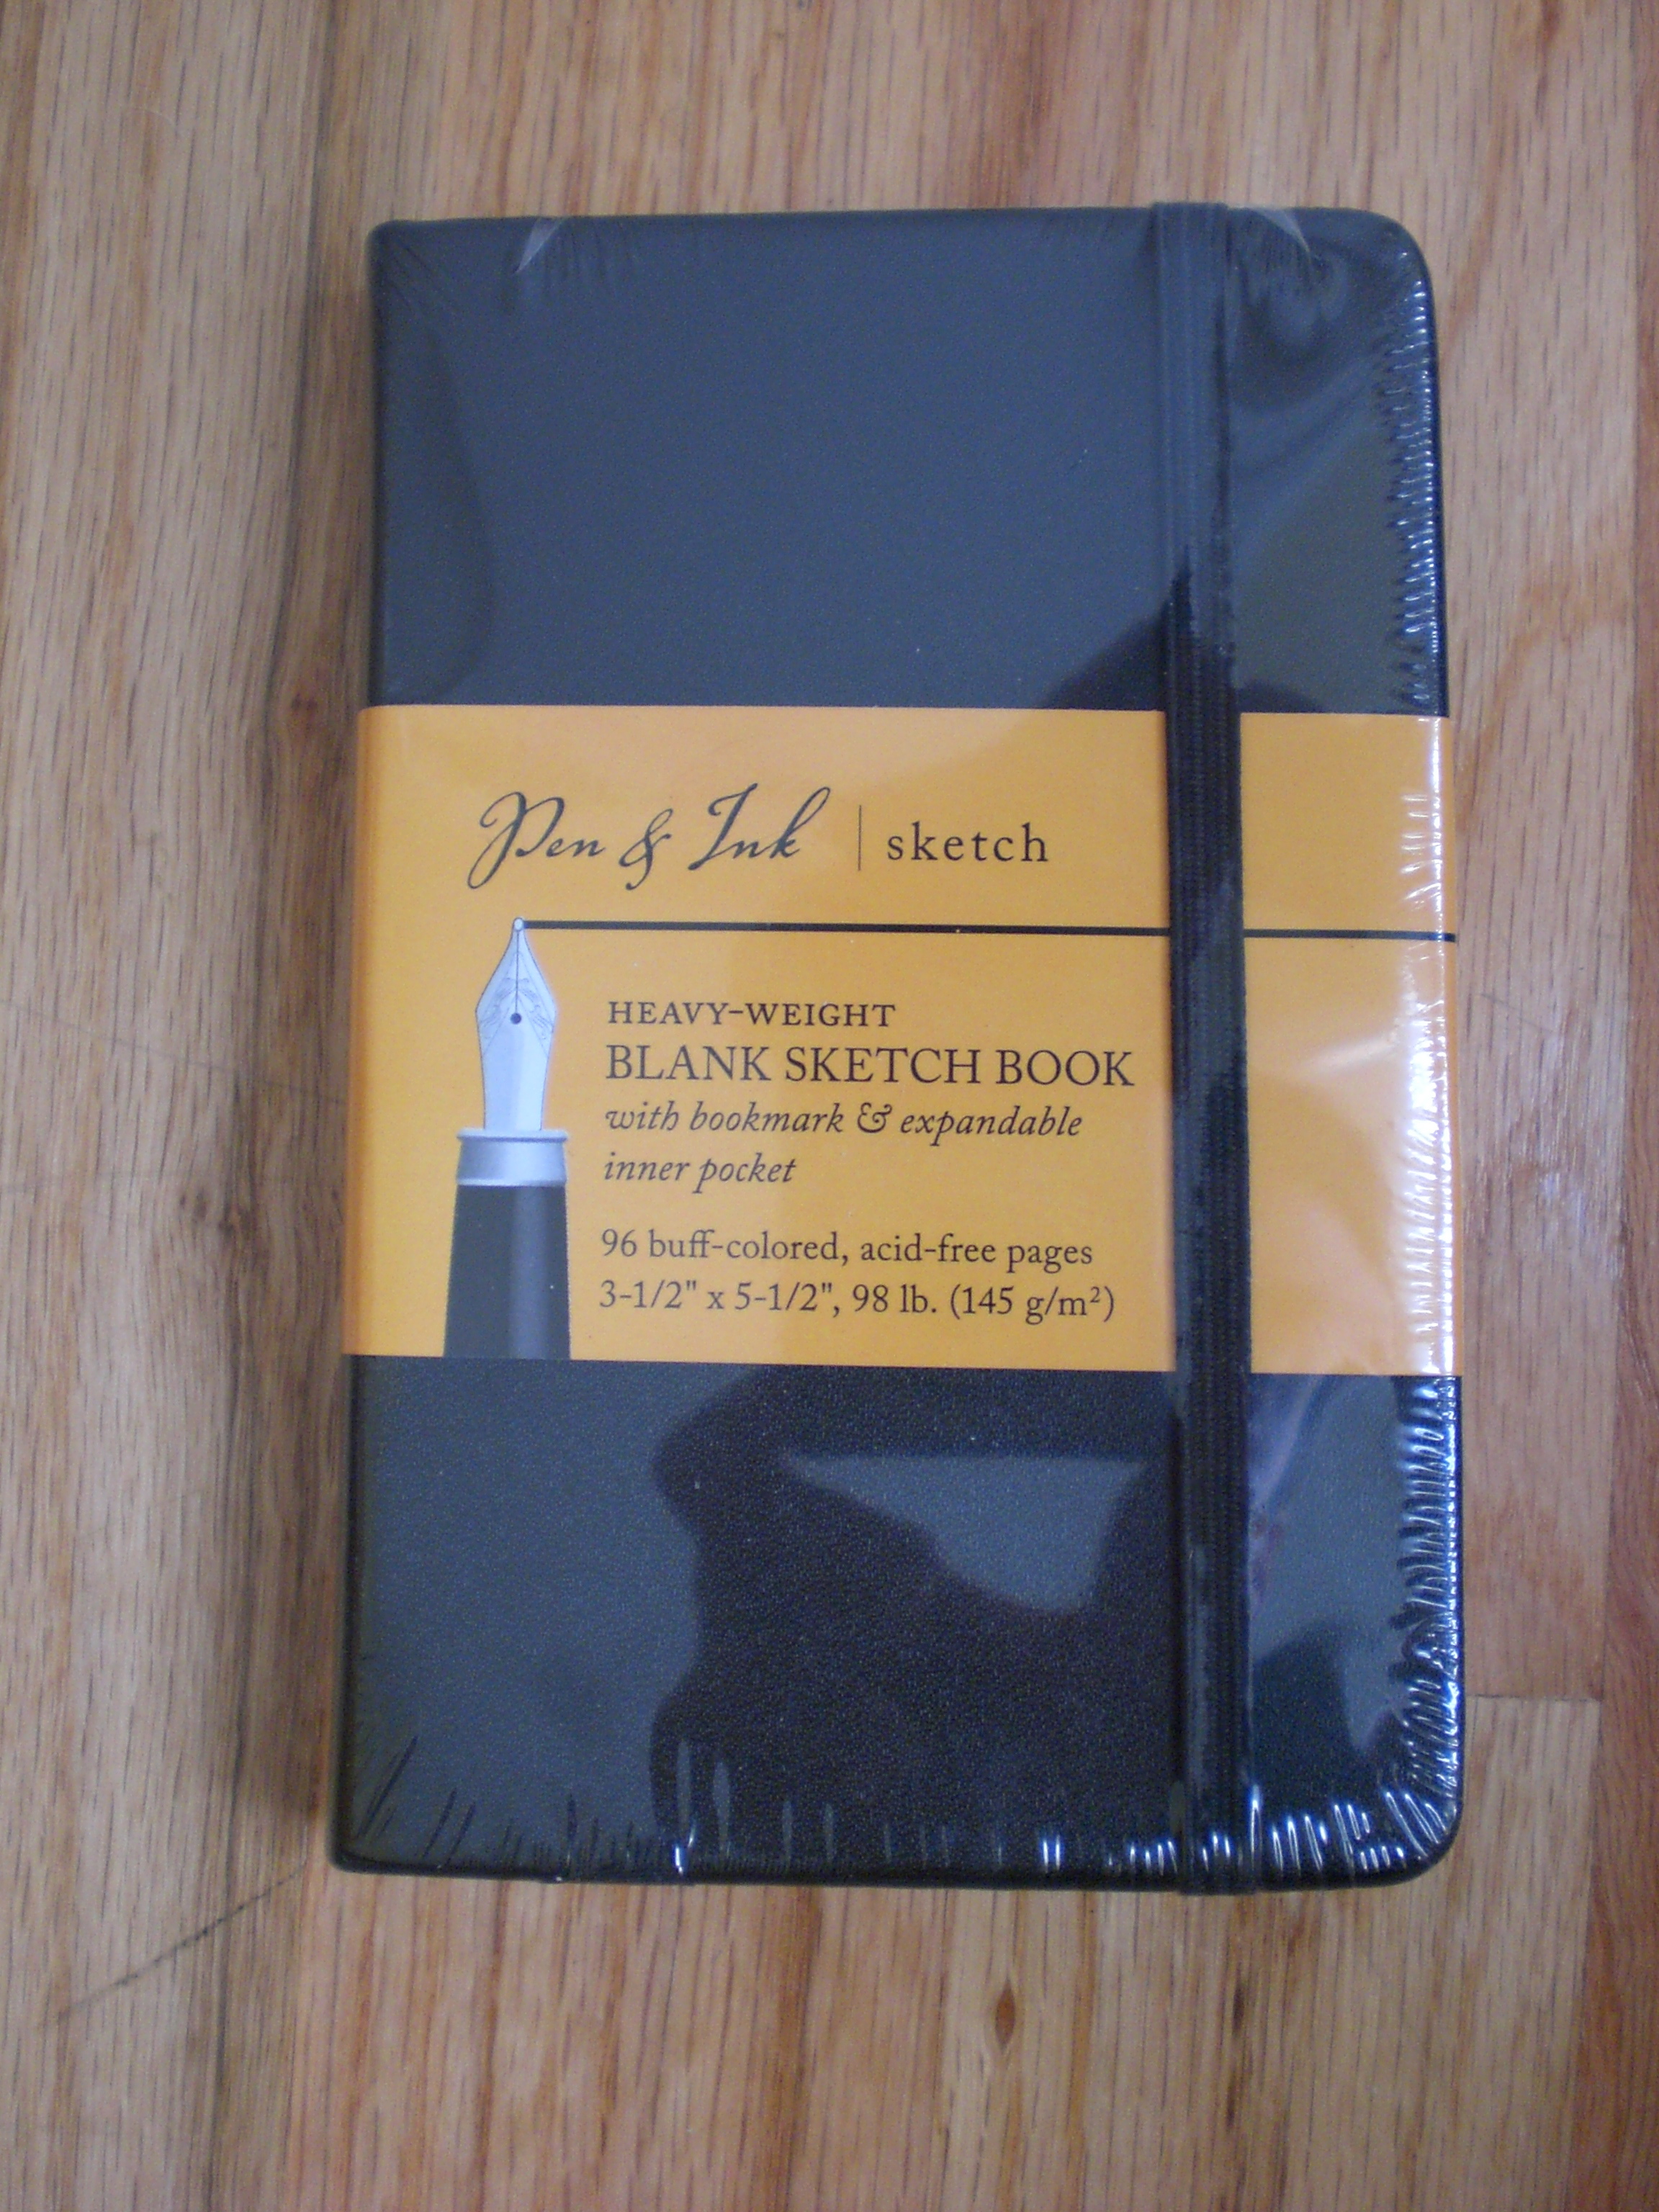 Pen & Ink | sketch
HEAVY-WEIGHT
BLANK SKETCH BOOK
with bookmark & expandable
inner pocket
96 buff-colored, acid-free pages
3-1/2" x 5-1/2", 98 lb. (145 g/m²)